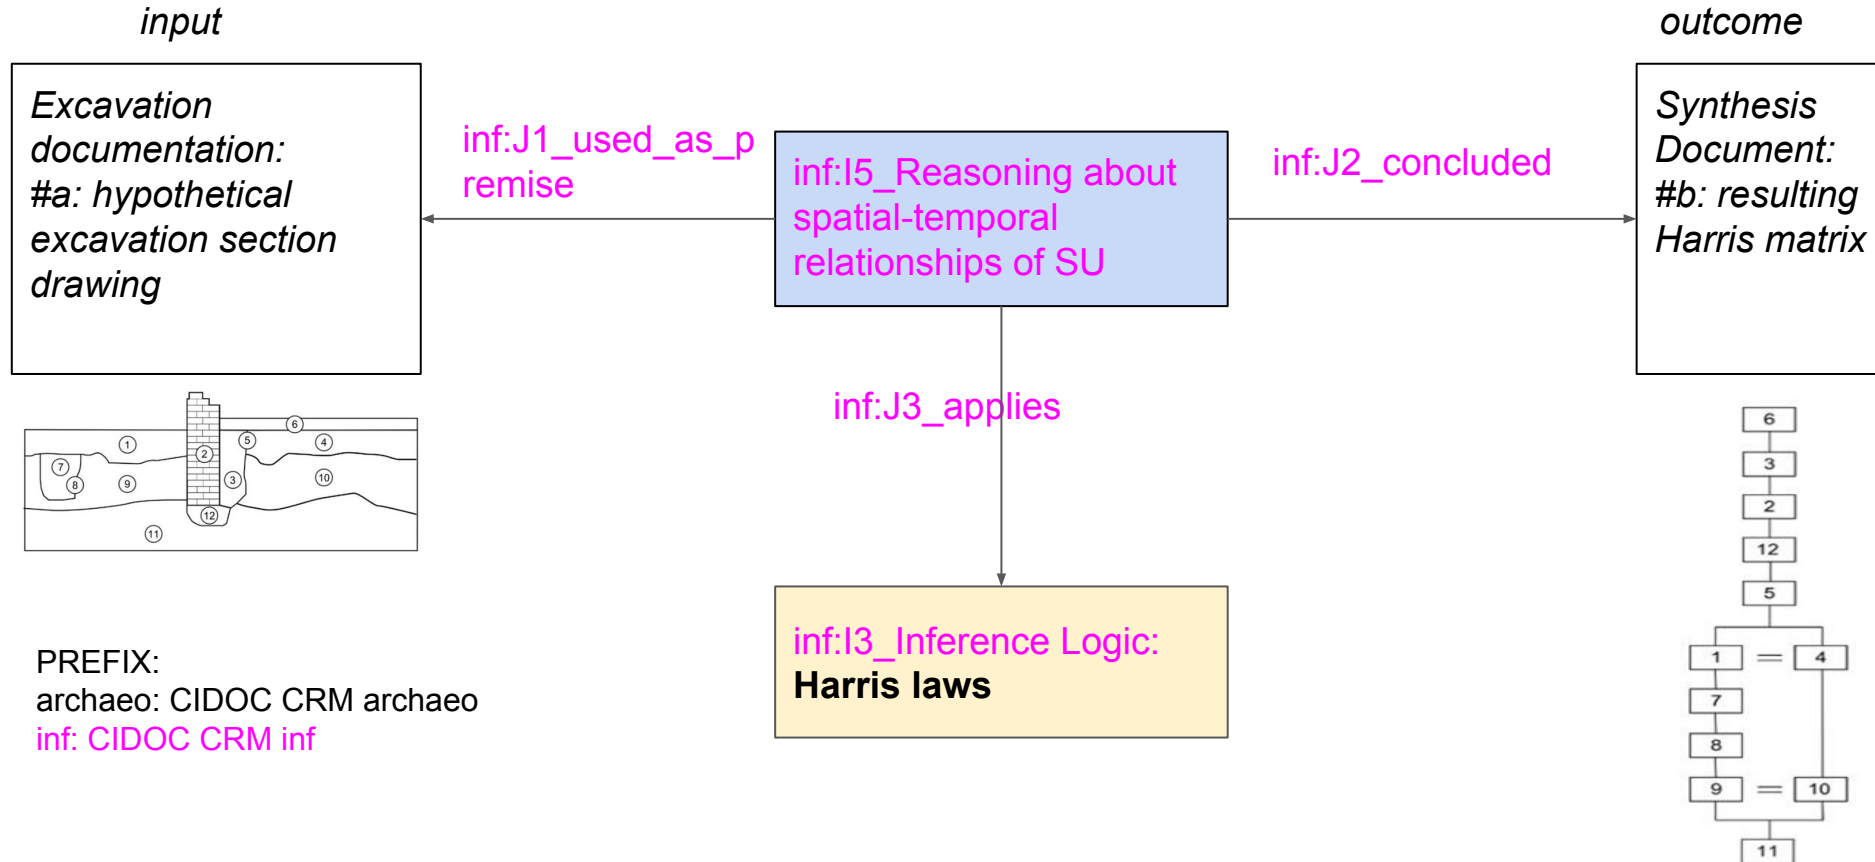 input
outcome
Excavation
documentation:
#a: hypothetical
excavation section
drawing
inf:J1_used_as_p
remise
inf:I5_Reasoning about
spatial-temporal
relationships of SU
inf:J2_concluded
Synthesis
Document:
#b: resulting
Harris matrix
inf:J3_applies
6
1
5
4
2
7
8
9
3
10
12
11
inf:I3_Inference Logic:
Harris laws
PREFIX:
archaeo: CIDOC CRM archaeo
inf: CIDOC CRM inf
6
3
2
12
5
1 = 4
7
8
9 = 10
11